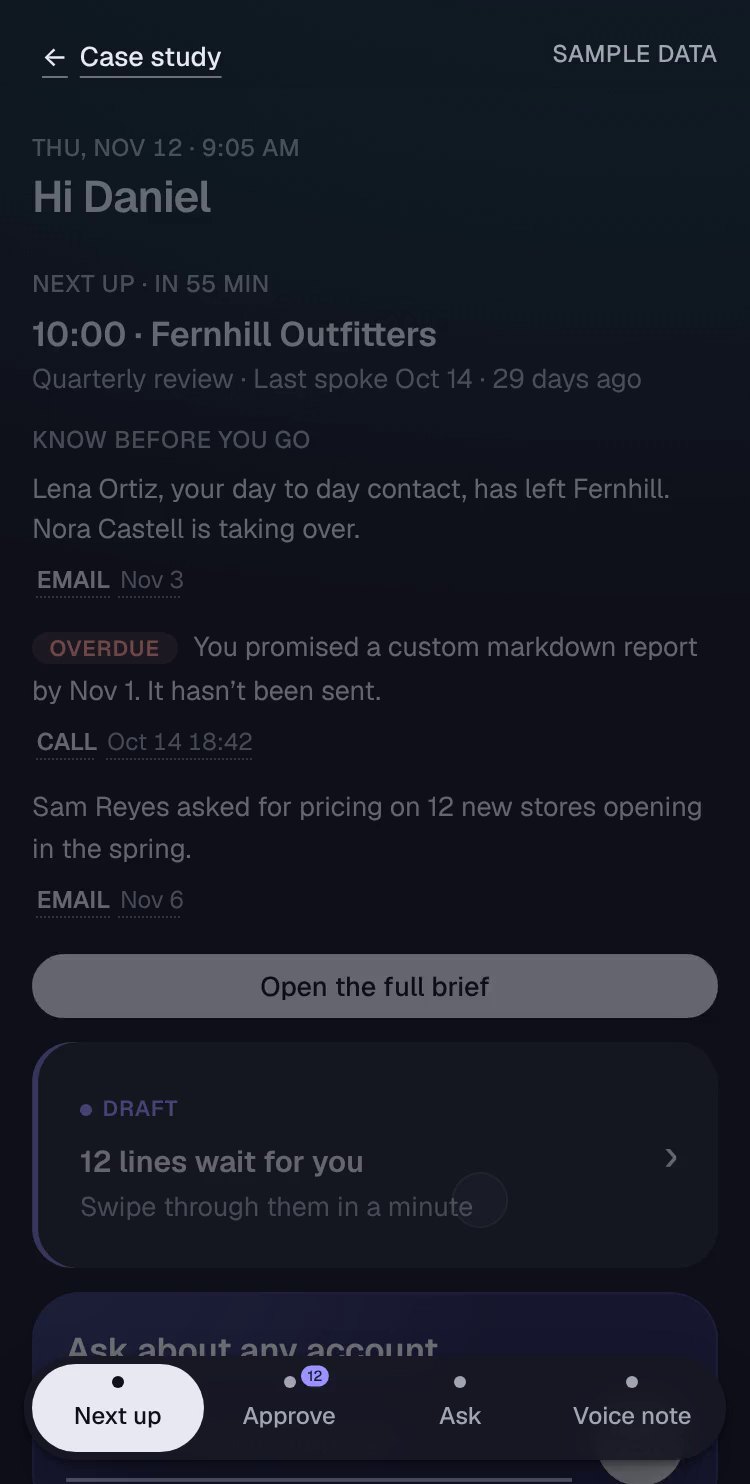 ← Case study
SAMPLE DATA
THU, NOV 12 · 9:05 AM
Hi Daniel
NEXT UP · IN 55 MIN
10:00 · Fernhill Outfitters
Quarterly review · Last spoke Oct 14 · 29 days ago
KNOW BEFORE YOU GO
Lena Ortiz, your day to day contact, has left Fernhill.
Nora Castell is taking over.
EMAIL Nov 3
OVERDUE You promised a custom markdown report
by Nov 1. It hasn’t been sent.
CALL Oct 14 18:42
Sam Reyes asked for pricing on 12 new stores opening
in the spring.
EMAIL Nov 6
Open the full brief
DRAFT
12 lines wait for you
Swipe through them in a minute
Ask about any account
12
Next up Approve Ask Voice note